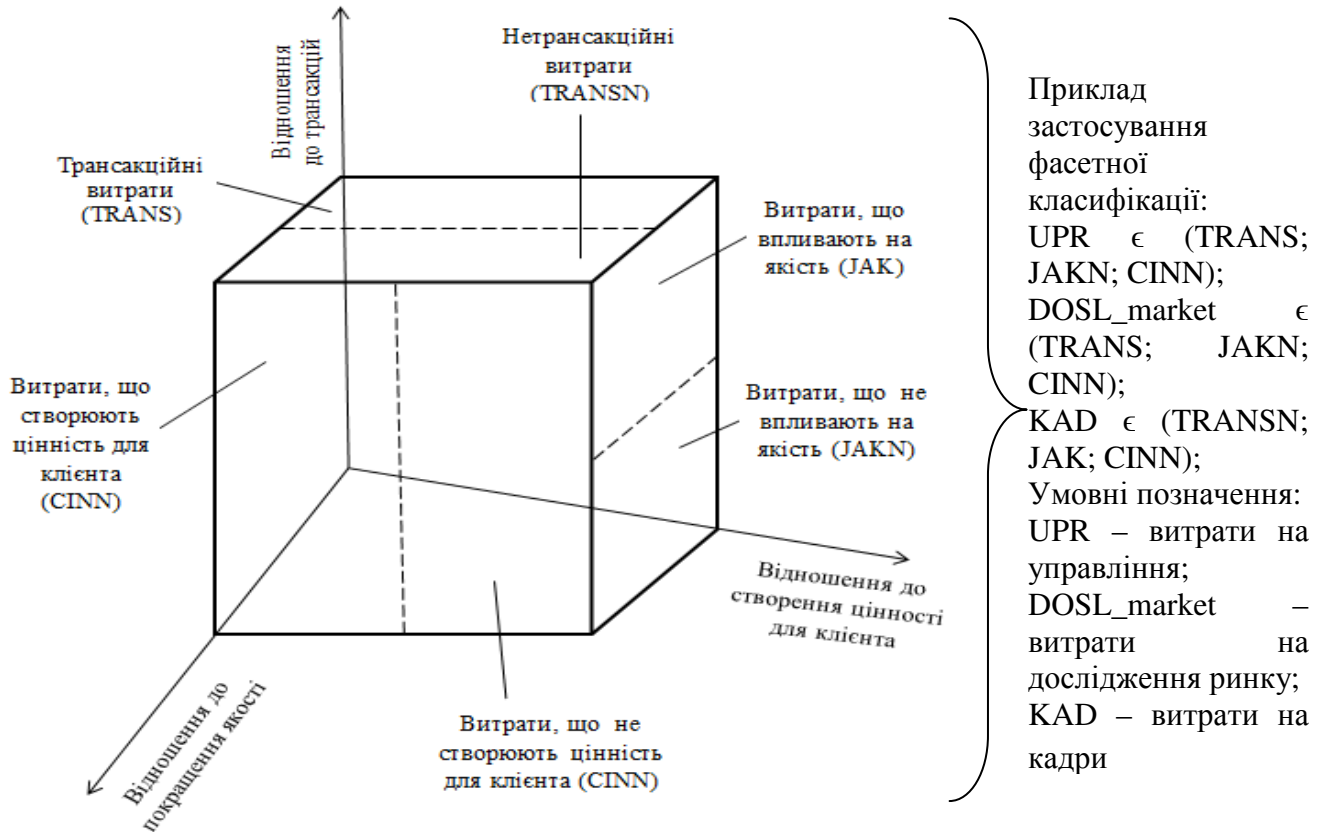 Відношення
до трансакцій
Нетрансакційні
витрати
(TRANSN)
Трансакційні
витрати
(TRANS)
Витрати, що
впливають на
якість (JAK)
Витрати, що
створюють
цінність для
клієнта
(CINN)
Витрати, що не
впливають на
якість (JAKN)
Відношення до
створення цінності
для клієнта
Відношення до
покращення якості
Витрати, що не
створюють цінність
для клієнта (CINN)
Приклад
застосування
фасетної
класифікації:
UPR є (TRANS;
JAKN; CINN);
DOSL_market є
(TRANS; JAKN;
CINN);
KAD є (TRANSN;
JAK; CINN);
Умовні позначення:
UPR – витрати на
управління;
DOSL_market –
витрати на
дослідження ринку;
KAD – витрати на
кадри